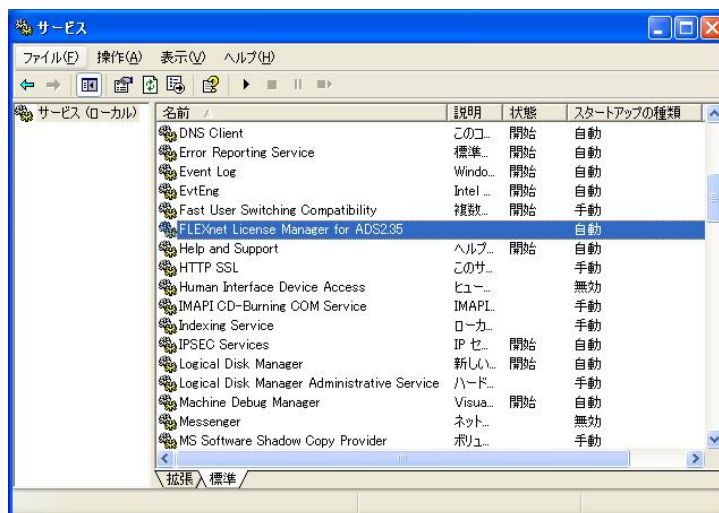 サービス
ファイル(F) 操作(A) 表示(V) ヘルプ(H)
サービス (ローカル)
名前 説明 状態 スタートアップの種類
DNS Client このコ... 開始 自動
Error Reporting Service 標準... 開始 自動
Event Log Windo... 開始 自動
EvtEng Intel ... 開始 自動
Fast User Switching Compatibility 複数... 開始 手動
FLEXnet License Manager for ADS2.35 自動
Help and Support ヘルプ... 開始 自動
HTTP SSL このサ... 手動
Human Interface Device Access ヒュー... 無効
IMAPI CD-Burning COM Service IMAPI... 手動
Indexing Service ローカ... 手動
IPSEC Services IP セ... 開始 自動
Logical Disk Manager 新しい... 開始 自動
Logical Disk Manager Administrative Service ハード... 手動
Machine Debug Manager Visua... 開始 自動
Messenger ネット... 無効
MS Software Shadow Copy Provider ボリュ... 手動
拡張 標準